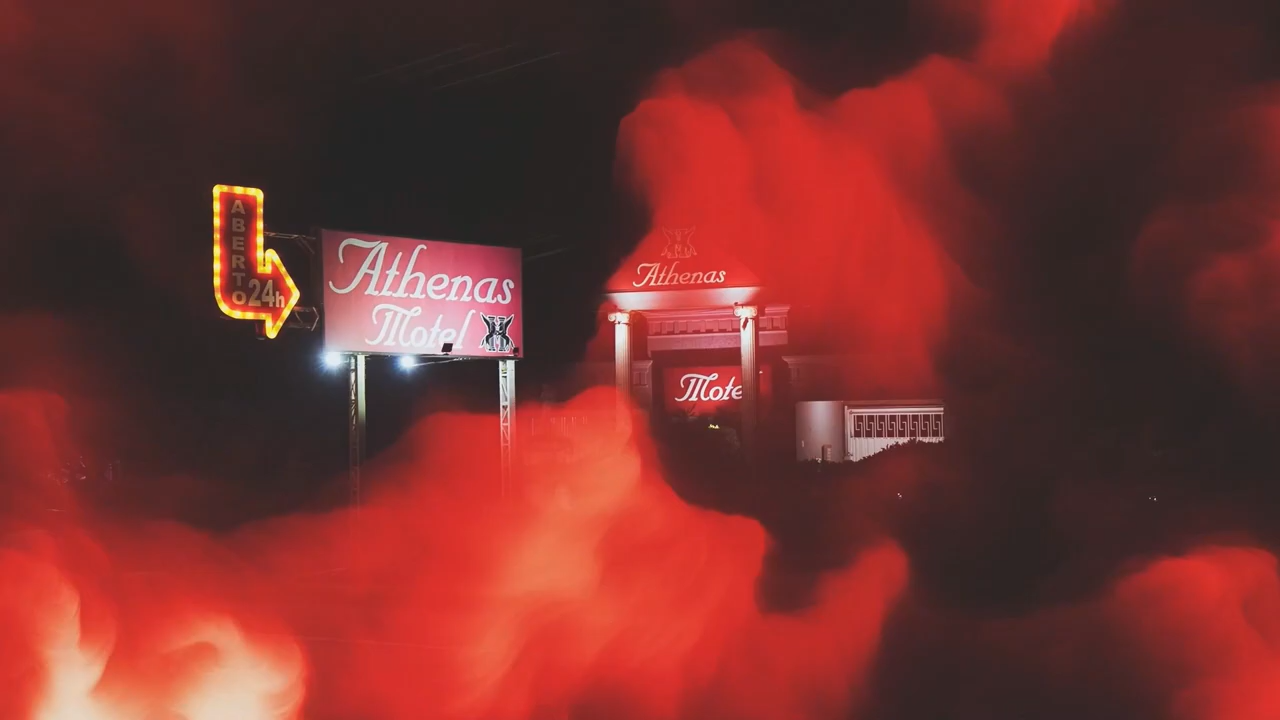 ABERTO
24h
Athenas
Motel
Athenas
Mote